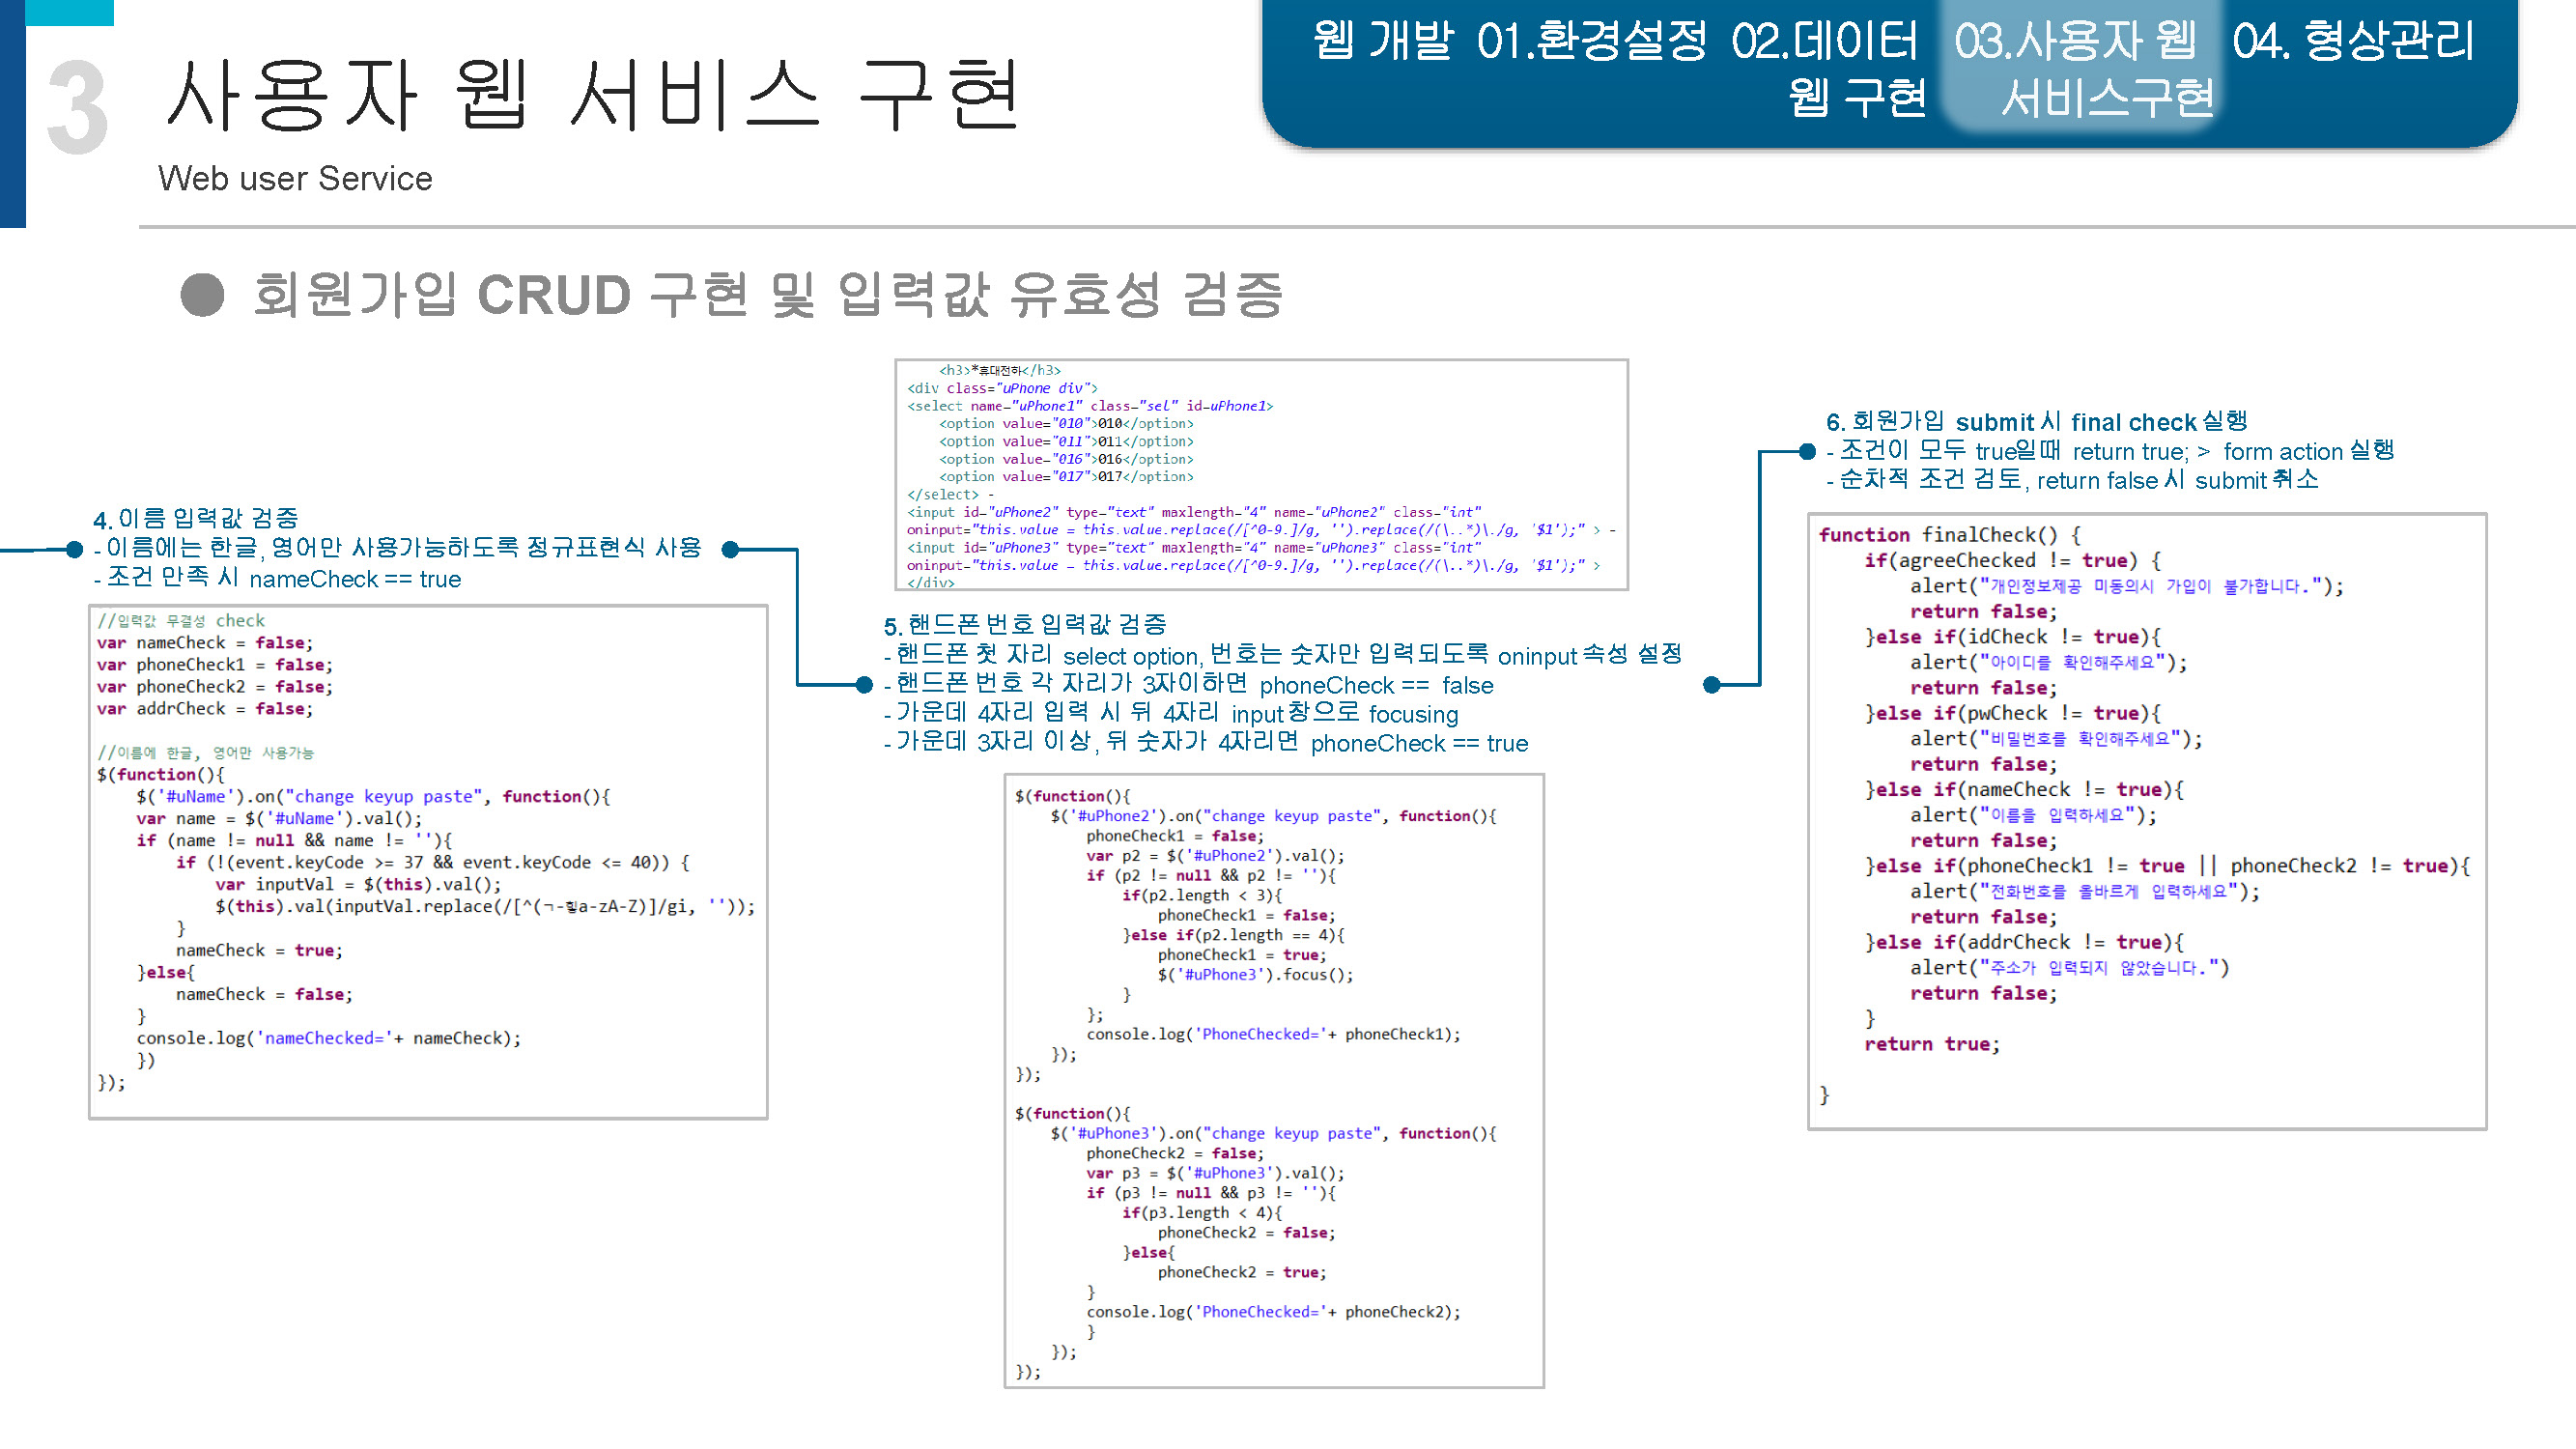 3
사용자 웹 서비스 구현
Web user Service
웹 개발 01.환경설정 02.데이터 03.사용자 웹 04. 형상관리
웹 구현 서비스구현
● 회원가입 CRUD 구현 및 입력값 유효성 검증
4. 이름 입력값 검증
- 이름에는 한글, 영어만 사용가능하도록 정규표현식 사용
- 조건 만족 시 nameCheck == true
//입력값 무결성 check
var nameCheck = false;
var phoneCheck1 = false;
var phoneCheck2 = false;
var addrCheck = false;
//이름에 한글, 영어만 사용가능
$(function(){
$('#uName').on("change keyup paste", function(){
var name = $('#uName').val();
if (name != null && name != ''){
if (!(event.keyCode >= 37 && event.keyCode <= 40)) {
var inputVal = $(this).val();
$(this).val(inputVal.replace(/[^(ㄱ-힣a-zA-Z)]/gi, ''));
}
nameCheck = true;
}else{
nameCheck = false;
}
console.log('nameChecked='+ nameCheck);
})
});
<h3>*휴대전화</h3>
<div class="uPhone div">
<select name="uPhone1" class="sel" id=uPhone1>
<option value="010">010</option>
<option value="011">011</option>
<option value="016">016</option>
<option value="017">017</option>
</select> -
<input id="uPhone2" type="text" maxlength="4" name="uPhone2" class="int"
oninput="this.value = this.value.replace(/[^0-9.]/g, '').replace(/(\..*)\./g, '$1');" > -
<input id="uPhone3" type="text" maxlength="4" name="uPhone3" class="int"
oninput="this.value = this.value.replace(/[^0-9.]/g, '').replace(/(\..*)\./g, '$1');" >
</div>
5. 핸드폰 번호 입력값 검증
- 핸드폰 첫 자리 select option, 번호는 숫자만 입력되도록 oninput 속성 설정
- 핸드폰 번호 각 자리가 3자이하면 phoneCheck == false
- 가운데 4자리 입력 시 뒤 4자리 input창으로 focusing
- 가운데 3자리 이상, 뒤 숫자가 4자리면 phoneCheck == true
$(function(){
$('#uPhone2').on("change keyup paste", function(){
phoneCheck1 = false;
var p2 = $('#uPhone2').val();
if (p2 != null && p2 != ''){
if(p2.length < 3){
phoneCheck1 = false;
}else if(p2.length == 4){
phoneCheck1 = true;
$('#uPhone3').focus();
}
};
console.log('PhoneChecked='+ phoneCheck1);
});
});
$(function(){
$('#uPhone3').on("change keyup paste", function(){
phoneCheck2 = false;
var p3 = $('#uPhone3').val();
if (p3 != null && p3 != ''){
if(p3.length < 4){
phoneCheck2 = false;
}else{
phoneCheck2 = true;
}
console.log('PhoneChecked='+ phoneCheck2);
}
});
});
6. 회원가입 submit 시 final check 실행
- 조건이 모두 true일때 return true; > form action 실행
- 순차적 조건 검토, return false 시 submit 취소
function finalCheck() {
if(agreeChecked != true) {
alert("개인정보제공 미동의시 가입이 불가합니다.");
return false;
}else if(idCheck != true){
alert("아이디를 확인해주세요");
return false;
}else if(pwCheck != true){
alert("비밀번호를 확인해주세요");
return false;
}else if(nameCheck != true){
alert("이름을 입력하세요");
return false;
}else if(phoneCheck1 != true || phoneCheck2 != true){
alert("전화번호를 올바르게 입력하세요");
return false;
}else if(addrCheck != true){
alert("주소가 입력되지 않았습니다.")
return false;
}
return true;
}